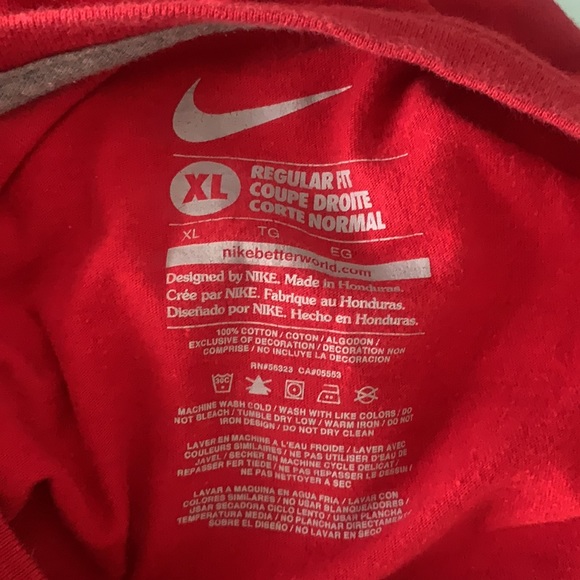 XL
REGULAR FIT
COUPE DROITE
CORTE NORMAL
XL TG EG
nikebetterworld.com
Designed by NIKE. Made in Honduras.
Crée par NIKE. Fabrique au Honduras.
Diseñado por NIKE. Hecho en Honduras.
100% COTTON / COTON / ALGODON /
EXCLUSIVE OF DECORATION / DECORATION NON
COMPRISE / NO INCLUYE LA DECORACION
RN#56323 CA#05553
30C
MACHINE WASH COLD / WASH WITH LIKE COLORS / DO
NOT BLEACH / TUMBLE DRY LOW / WARM IRON / DO NOT
IRON DESIGN / DO NOT DRY CLEAN
LAVER EN MACHINE A L'EAU FROIDE / LAVER AVEC
COULEURS SIMILAIRES / NE PAS UTILISER D'EAU DE
JAVEL / SECHER EN MACHINE CYCLE DELICAT /
REPASSER FER TIEDE / NE PAS REPASSER LE DESSIN /
NE PAS NETTOYER A SEC
LAVAR A MAQUINA EN AGUA FRIA / LAVAR CON
COLORES SIMILARES / NO USAR BLANQUEADORES /
USAR SECADORA CICLO BAJO / USAR PLANCHA
TEMPERATURA MEDIA / NO PLANCHAR DIRECTAMENTE
SOBRE EL DISEÑO / NO LAVAR EN SECO